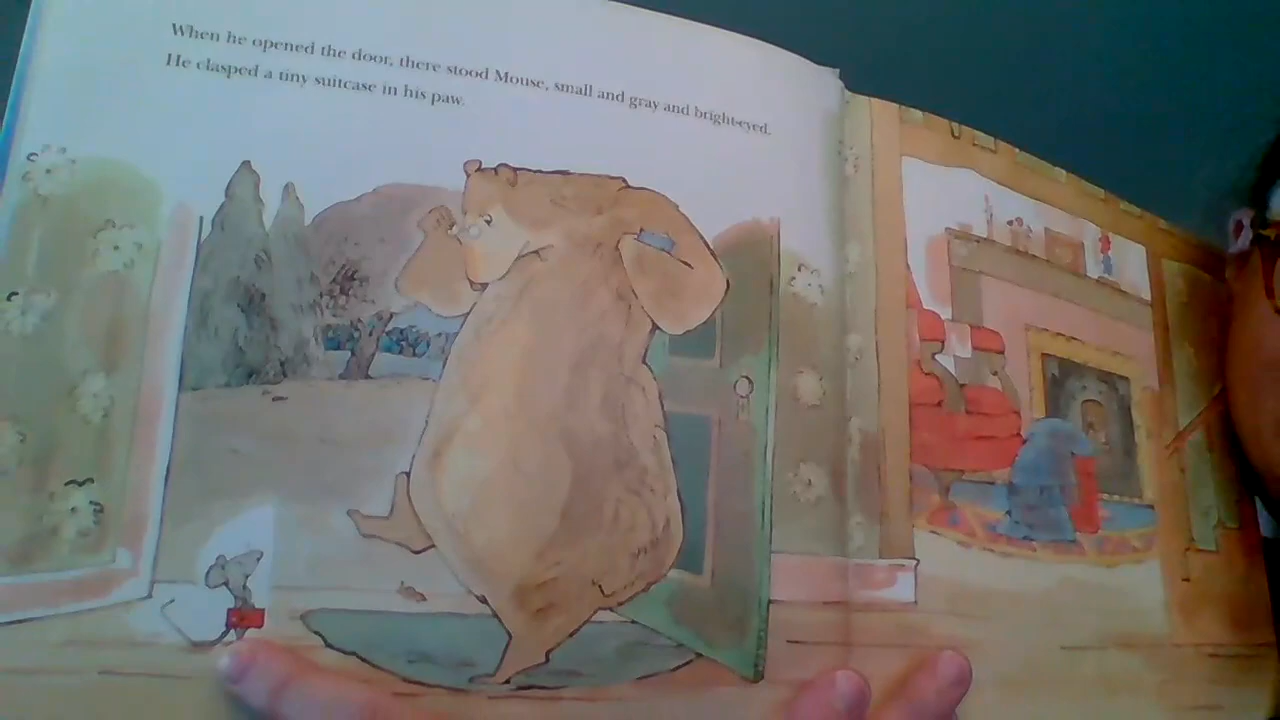 When he opened the door, there stood Mouse, small and gray and bright-eyed.
He clasped a tiny suitcase in his paw.